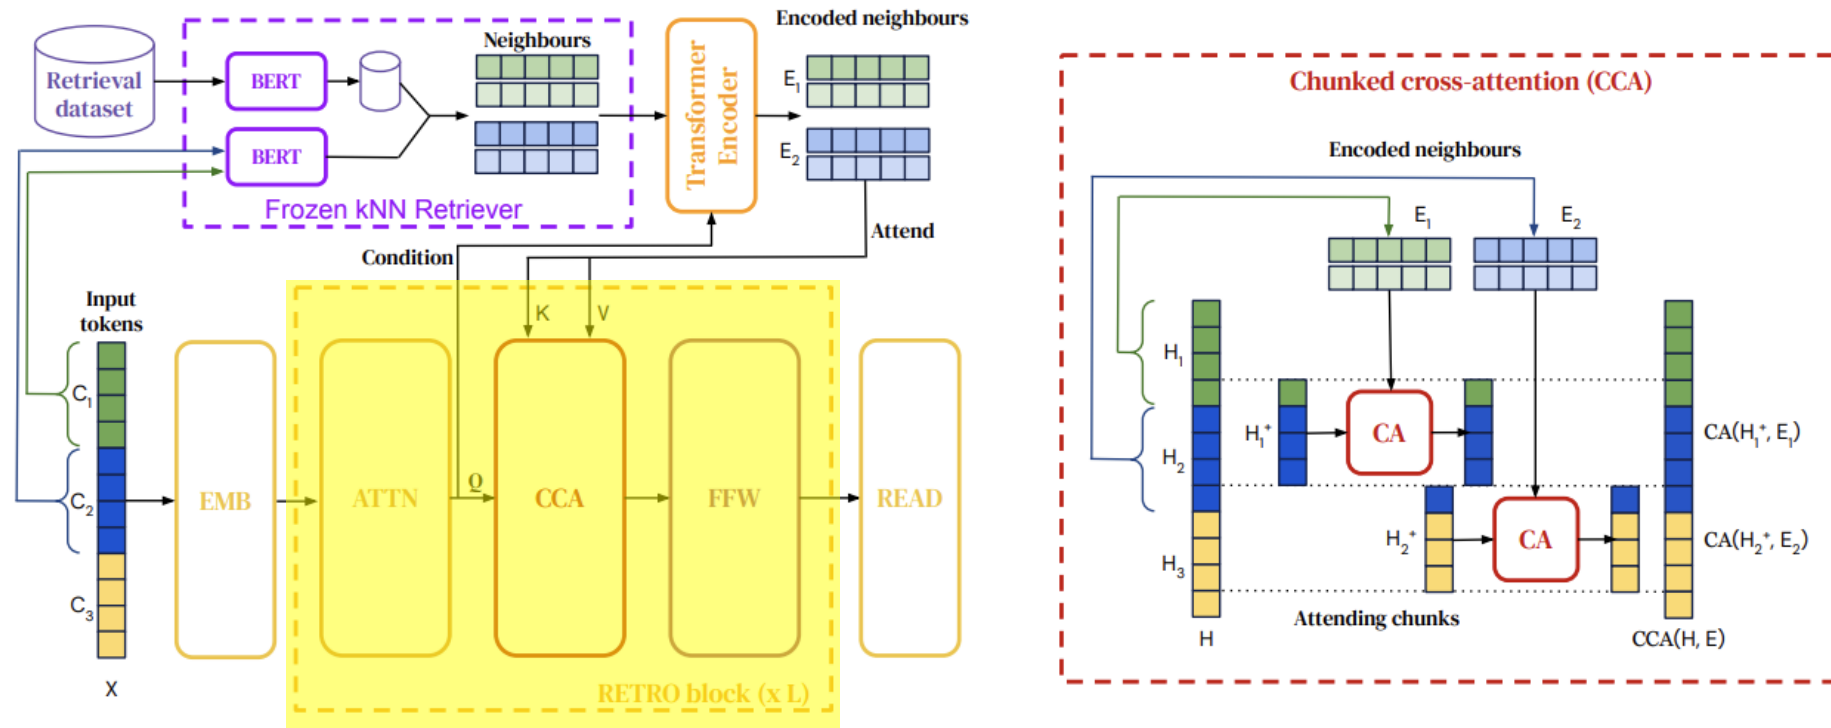 Retrieval
dataset
BERT
BERT
Neighbours
Frozen kNN Retriever
Transformer
Encoder
Encoded neighbours
E1
E2
Condition
Attend
Input
tokens
C1
C2
C3
X
EMB
ATTN
Q
K
V
CCA
FFW
READ
RETRO block (x L)
Chunked cross-attention (CCA)
Encoded neighbours
E1
E2
H1
H2
H3
H
H1+
CA
H2+
CA
Attending chunks
CA(H1+, E1)
CA(H2+, E2)
CCA(H, E)